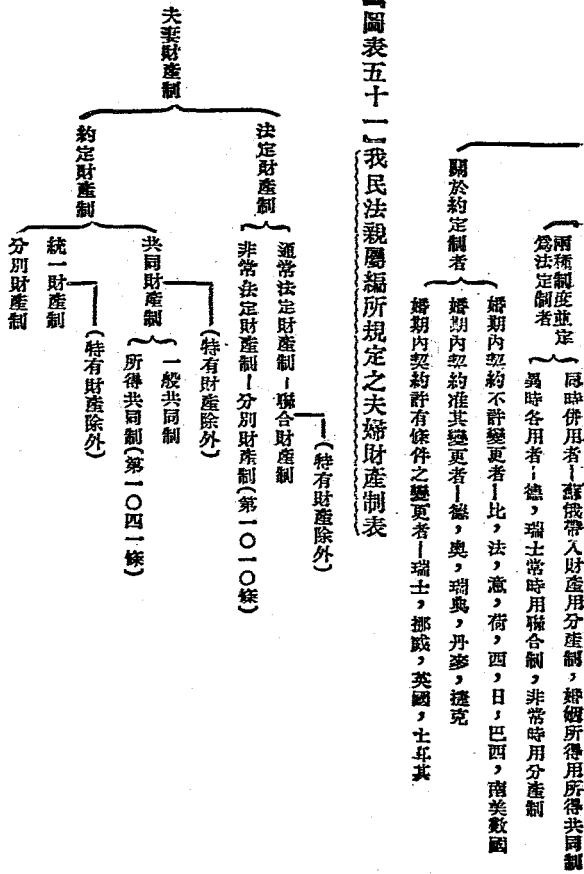 兩種制度並定
爲法定制者
同時併用者—蘇俄帶入財產用分產制，婚姻所得用所得共同制
異時各用者—德，瑞士常時用聯合制，非常時用分產制
關於約定制者
婚期內契約不許變更者—比，法，意，荷，西，日，巴西，南美數國
婚期內契約准其變更者—德，奧，瑞典，丹麥，捷克
婚期內契約許有條件之變更者—瑞士，挪威，英國，土耳其
『圖表五十一』我民法親屬編所規定之夫婦財產制表
夫妻財產制
法定財產制
通常法定財產制—聯合財產制
（特有財產除外）
非常法定財產制—分別財產制（第一〇一〇條）
約定財產制
共同財產制
（特有財產除外）
一般共同制
所得共同制（第一〇四一條）
統一財產制
（特有財產除外）
分別財產制